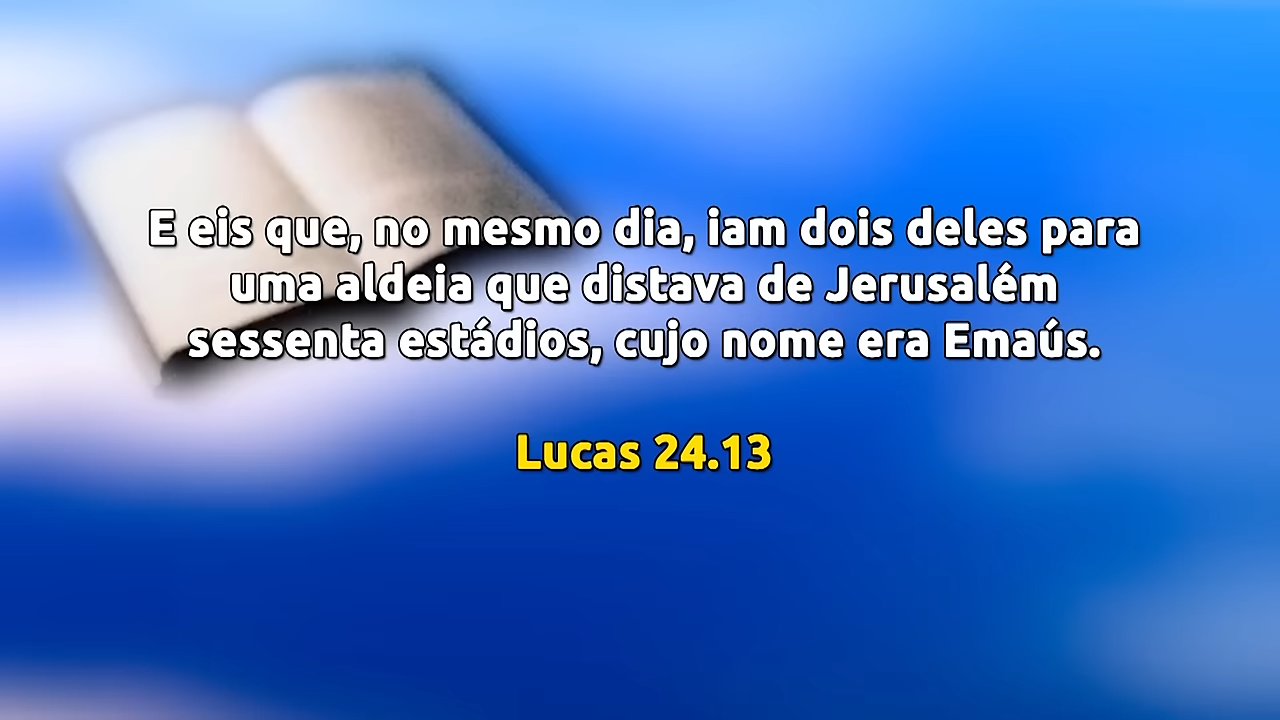 E eis que, no mesmo dia, iam dois deles para
uma aldeia que distava de Jerusalém
sessenta estádios, cujo nome era Emaús.
Lucas 24.13